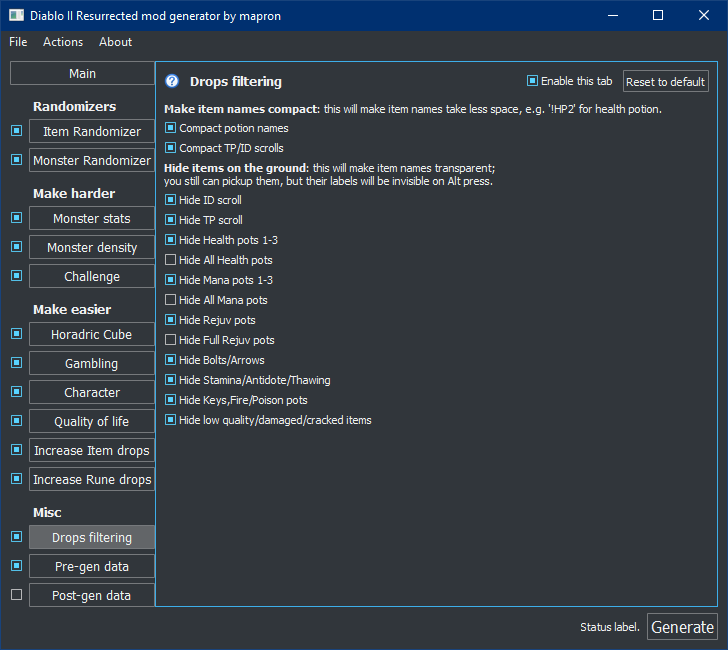 Diablo II Resurrected mod generator by mapron
File Actions About
Main
Randomizers
Item Randomizer
Monster Randomizer
Make harder
Monster stats
Monster density
Challenge
Make easier
Horadric Cube
Gambling
Character
Quality of life
Increase Item drops
Increase Rune drops
Misc
Drops filtering
Pre-gen data
Post-gen data
? Drops filtering
Enable this tab
Reset to default
Make item names compact: this will make item names take less space, e.g. '!HP2' for health potion.
Compact potion names
Compact TP/ID scrolls
Hide items on the ground: this will make item names transparent;
you still can pickup them, but their labels will be invisible on Alt press.
Hide ID scroll
Hide TP scroll
Hide Health pots 1-3
Hide All Health pots
Hide Mana pots 1-3
Hide All Mana pots
Hide Rejuv pots
Hide Full Rejuv pots
Hide Bolts/Arrows
Hide Stamina/Antidote/Thawing
Hide Keys,Fire/Poison pots
Hide low quality/damaged/cracked items
Status label.
Generate